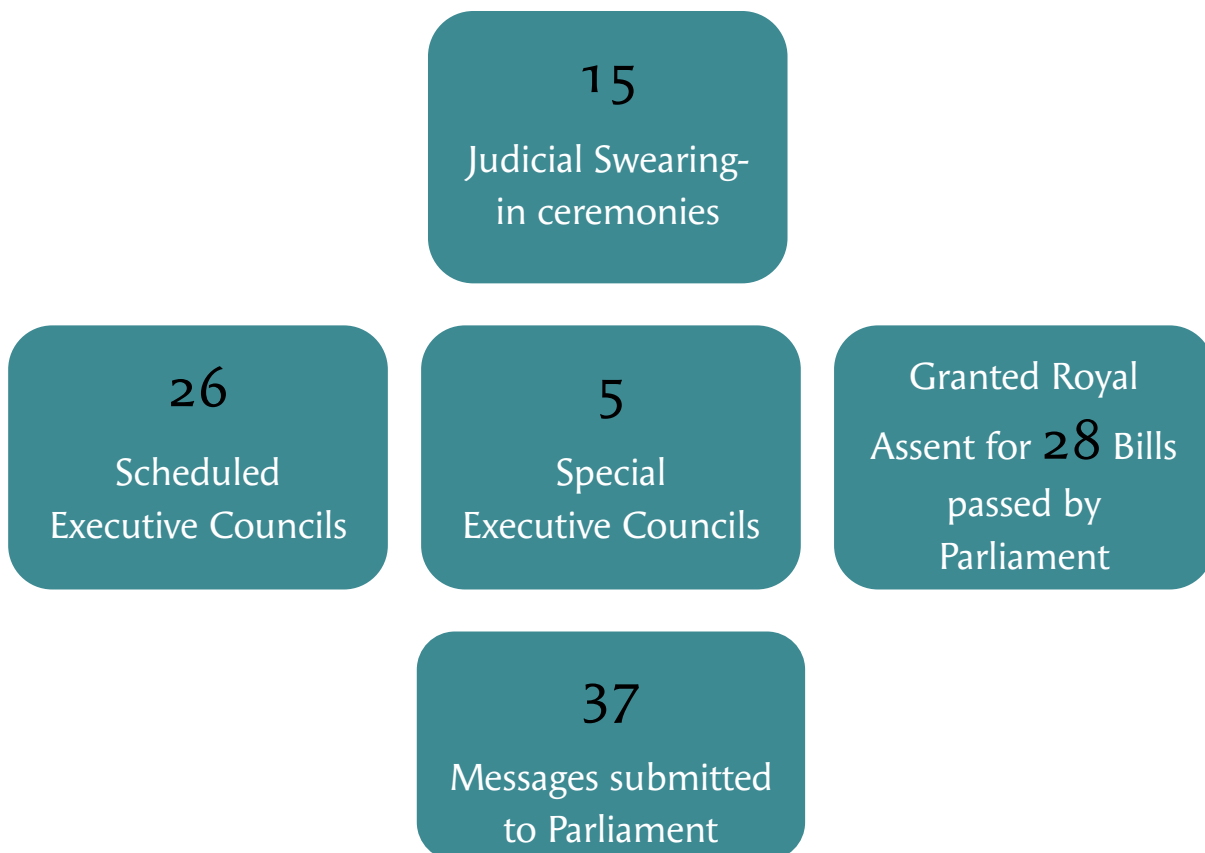 15
Judicial Swearing-
in ceremonies
26
Scheduled
Executive Councils
5
Special
Executive Councils
Granted Royal
Assent for 28 Bills
passed by
Parliament
37
Messages submitted
to Parliament